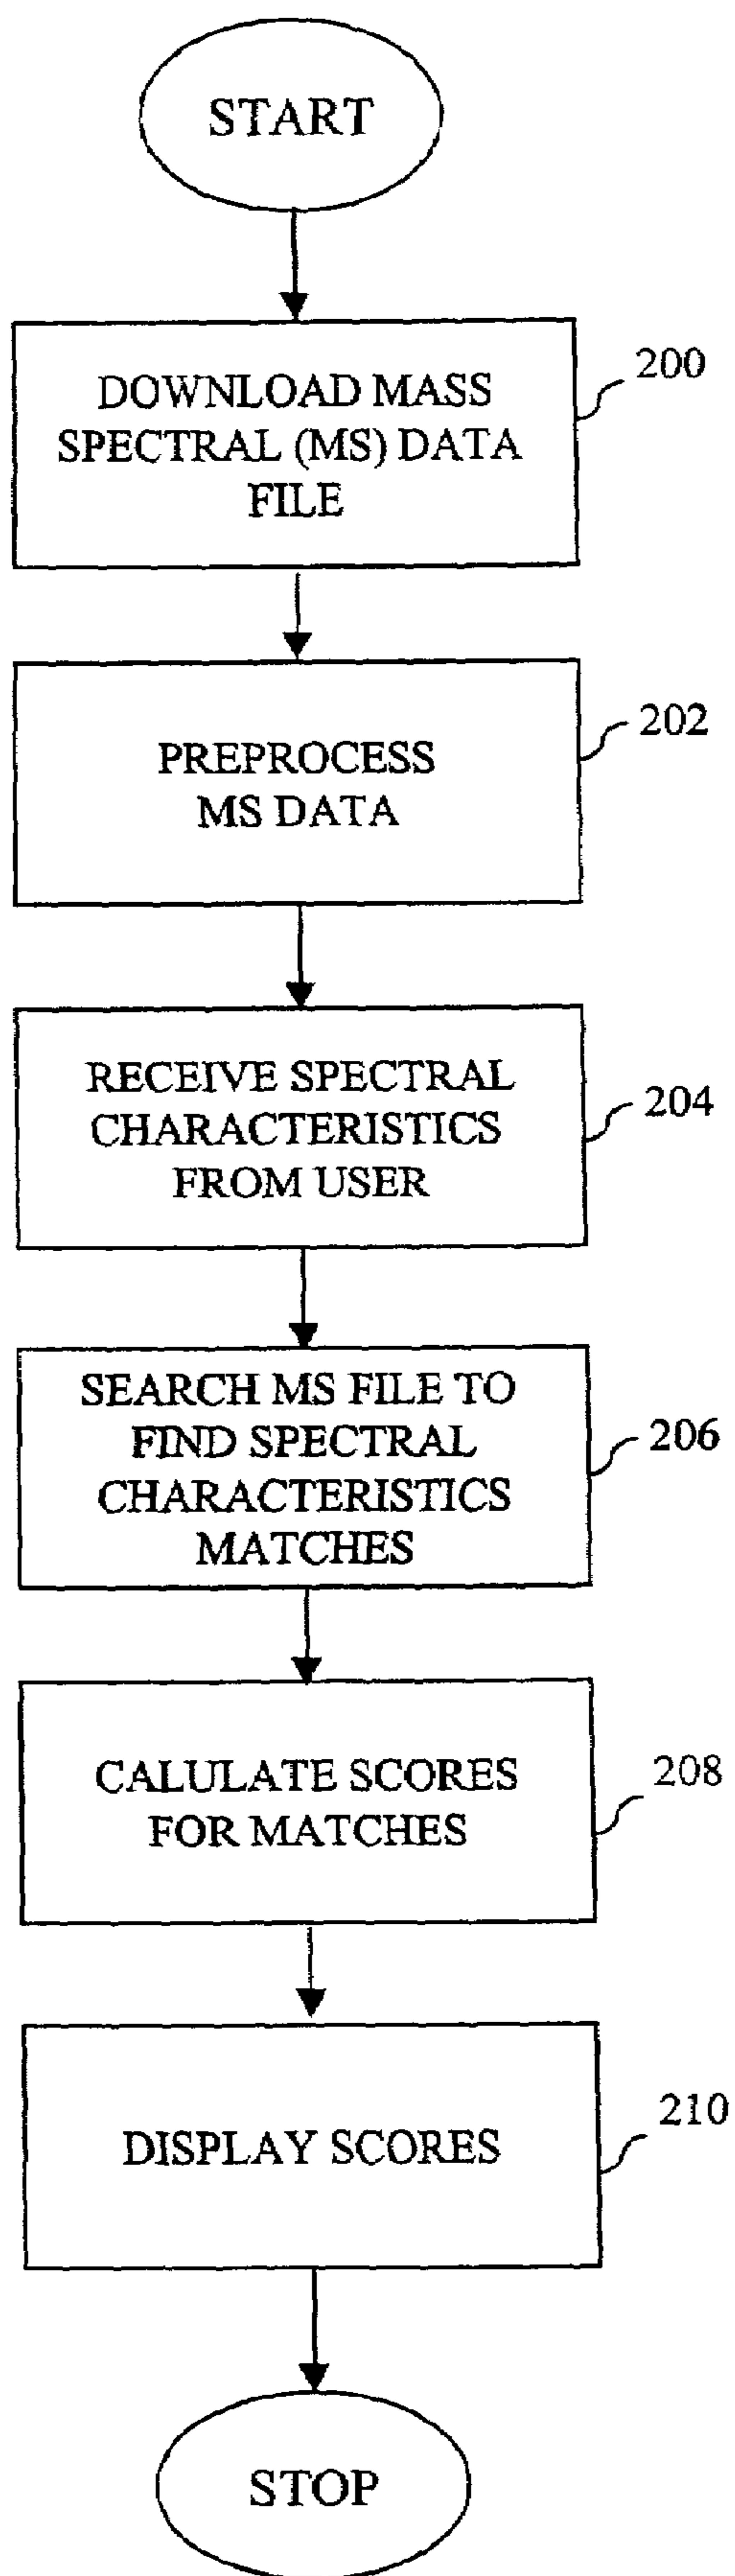 START
DOWNLOAD MASS
SPECTRAL (MS) DATA
FILE
200
PREPROCESS
MS DATA
202
RECEIVE SPECTRAL
CHARACTERISTICS
FROM USER
204
SEARCH MS FILE TO
FIND SPECTRAL
CHARACTERISTICS
MATCHES
206
CALULATE SCORES
FOR MATCHES
208
DISPLAY SCORES
210
STOP